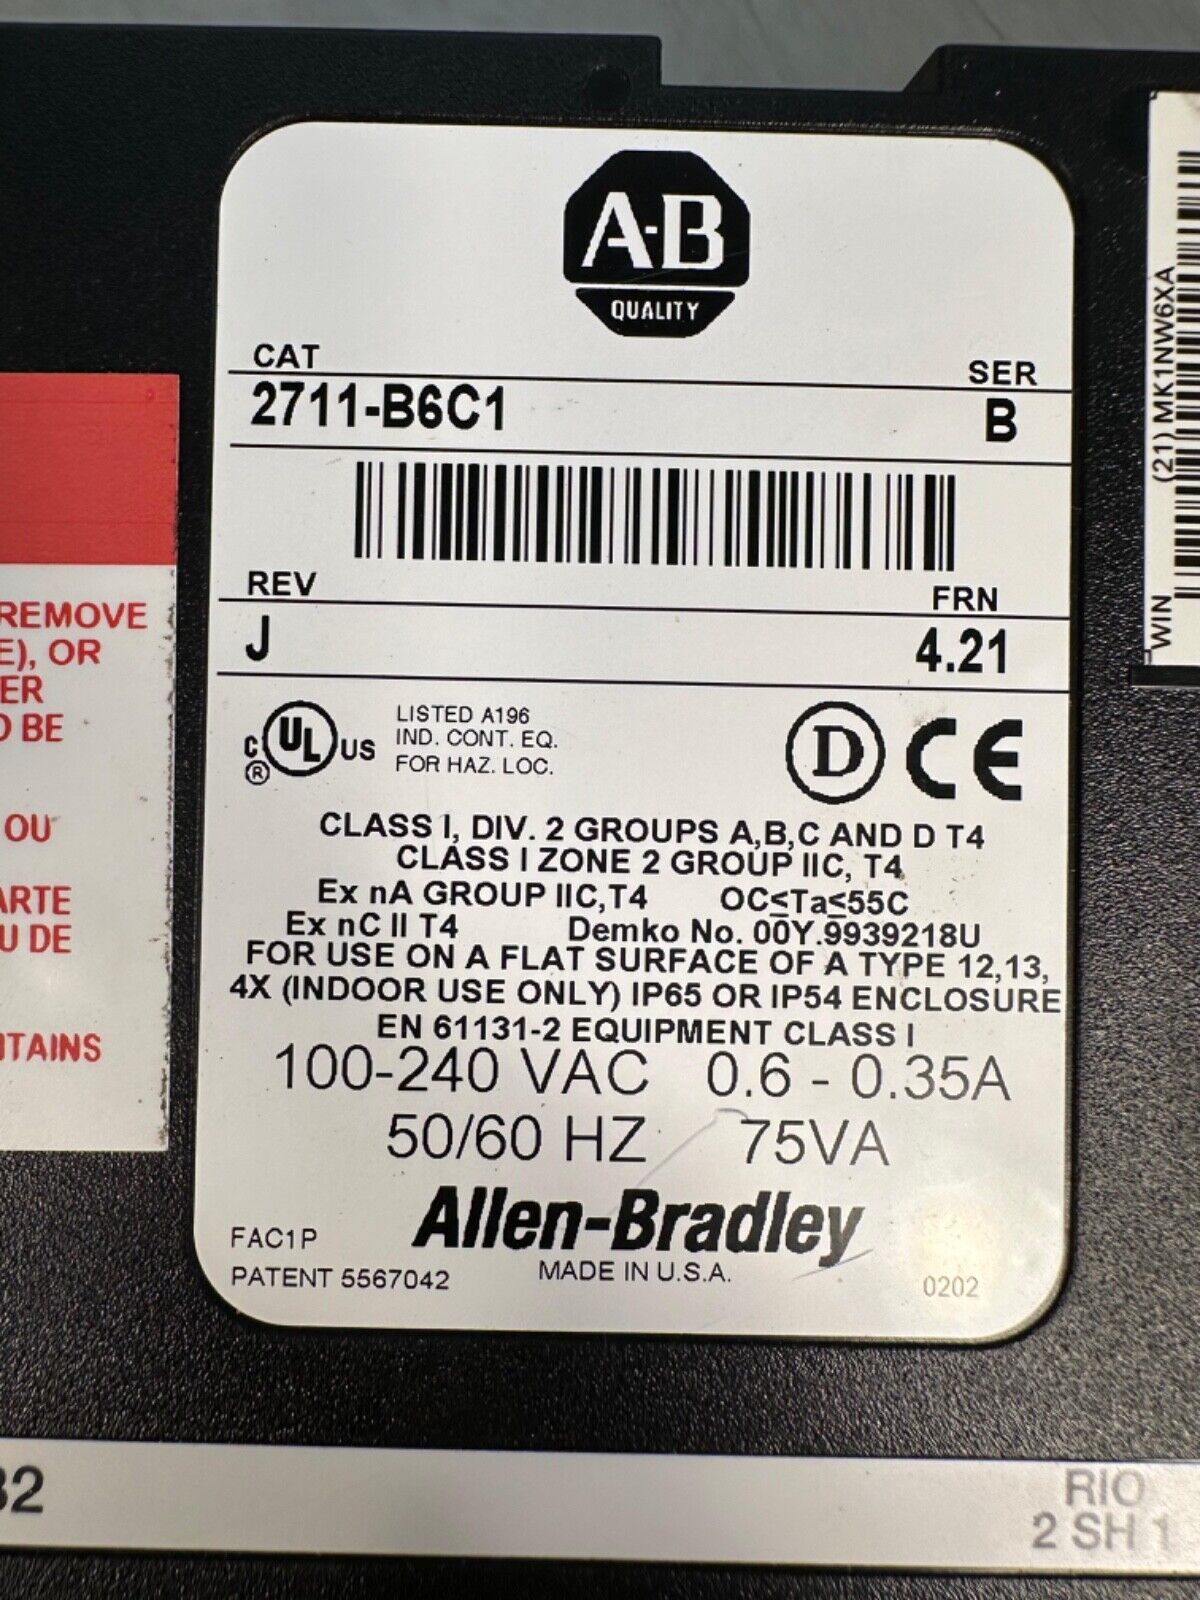 A-B
QUALITY
CAT
SER
2711-B6C1
B
REV
FRN
J
4.21
C UL US
®
LISTED A196
IND. CONT. EQ.
FOR HAZ. LOC.
D CE
CLASS I, DIV. 2 GROUPS A,B,C AND D T4
CLASS I ZONE 2 GROUP IIC, T4
Ex nA GROUP IIC,T4 OC≤Ta≤55C
Ex nC II T4 Demko No. 00Y.9939218U
FOR USE ON A FLAT SURFACE OF A TYPE 12,13,
4X (INDOOR USE ONLY) IP65 OR IP54 ENCLOSURE
EN 61131-2 EQUIPMENT CLASS I
100-240 VAC 0.6 - 0.35A
50/60 HZ 75VA
Allen-Bradley
FAC1P
PATENT 5567042
MADE IN U.S.A.
0202
REMOVE
E), OR
ER
O BE
OU
ARTE
U DE
TAINS
WIN (21) MK1NW6XA
32
RIO
2 SH 1